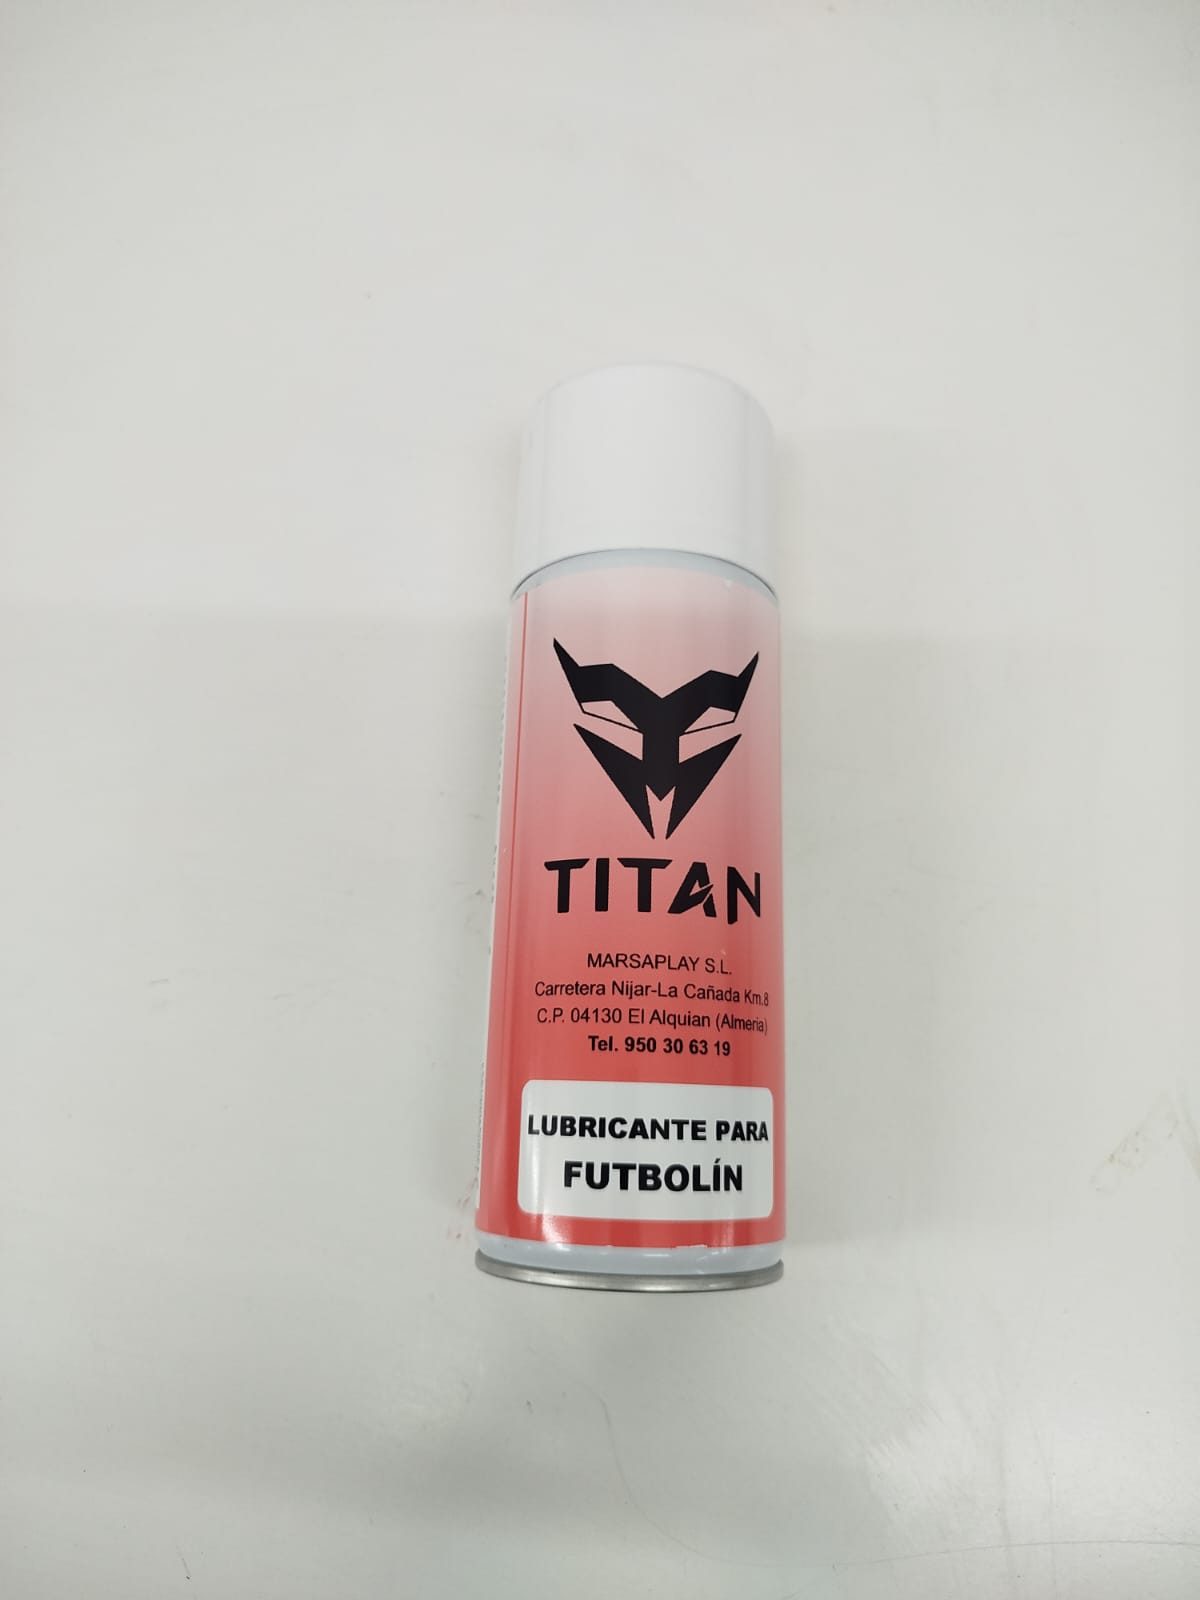 TITAN
MARSAPLAY S.L.
Carretera Nijar-La Cañada Km.8
C.P. 04130 El Alquian (Almeria)
Tel. 950 30 63 19
LUBRICANTE PARA
FUTBOLÍN